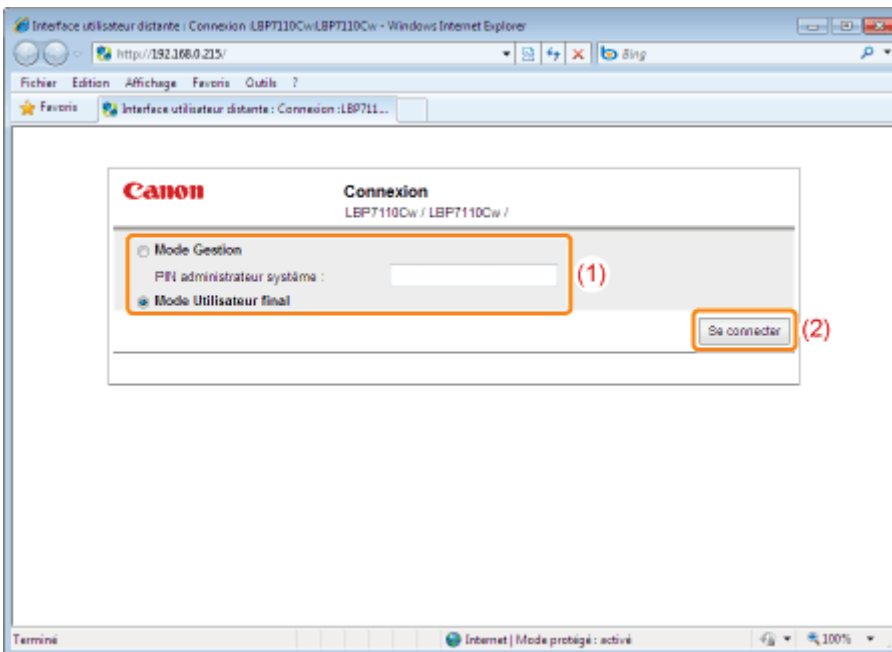 Interface utilisateur distante : Connexion :LBP7110Cw:LBP7110Cw - Windows Internet Explorer
http://192.168.0.215/
Bing
Fichier Edition Affichage Favoris Outils ?
Favoris Interface utilisateur distante : Connexion :LBP711...
Canon Connexion
LBP7110Cw / LBP7110Cw /
Mode Gestion
PIN administrateur système :
(1)
Mode Utilisateur final
Se connecter (2)
Terminé Internet | Mode protégé : activé 100%